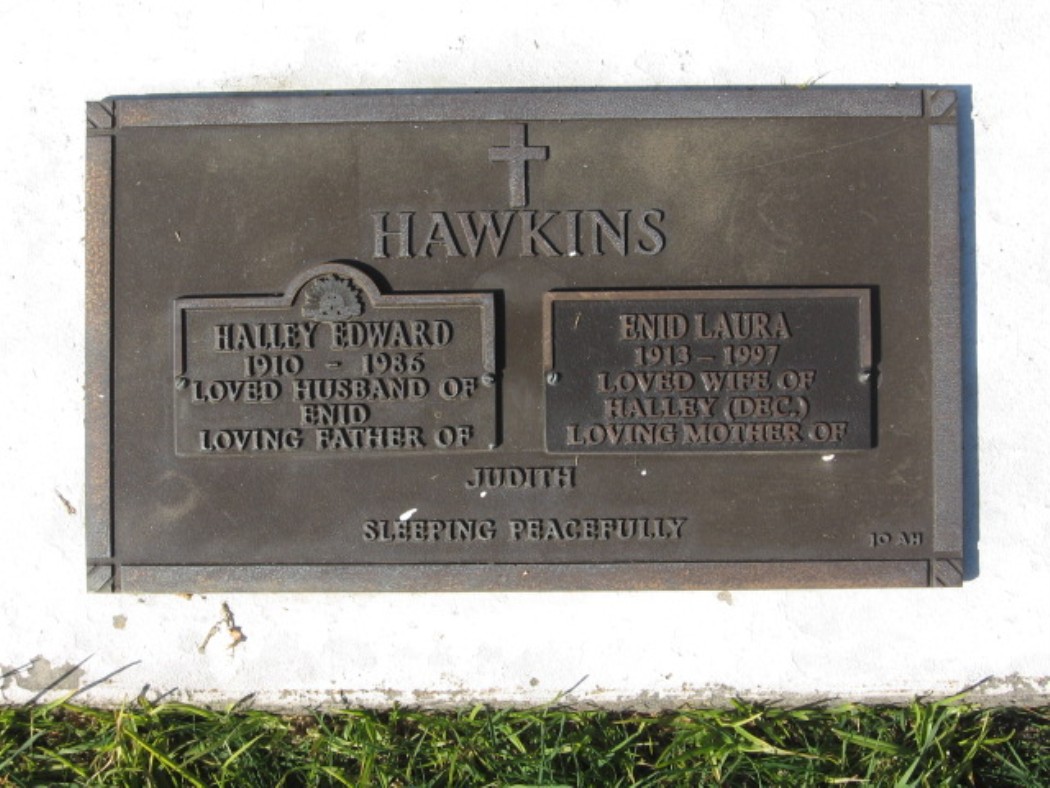 HAWKINS
HALLEY EDWARD
1910 - 1986
LOVED HUSBAND OF
ENID
LOVING FATHER OF
ENID LAURA
1913 - 1997
LOVED WIFE OF
HALLEY (DEC.)
LOVING MOTHER OF
JUDITH
SLEEPING PEACEFULLY
10 AH